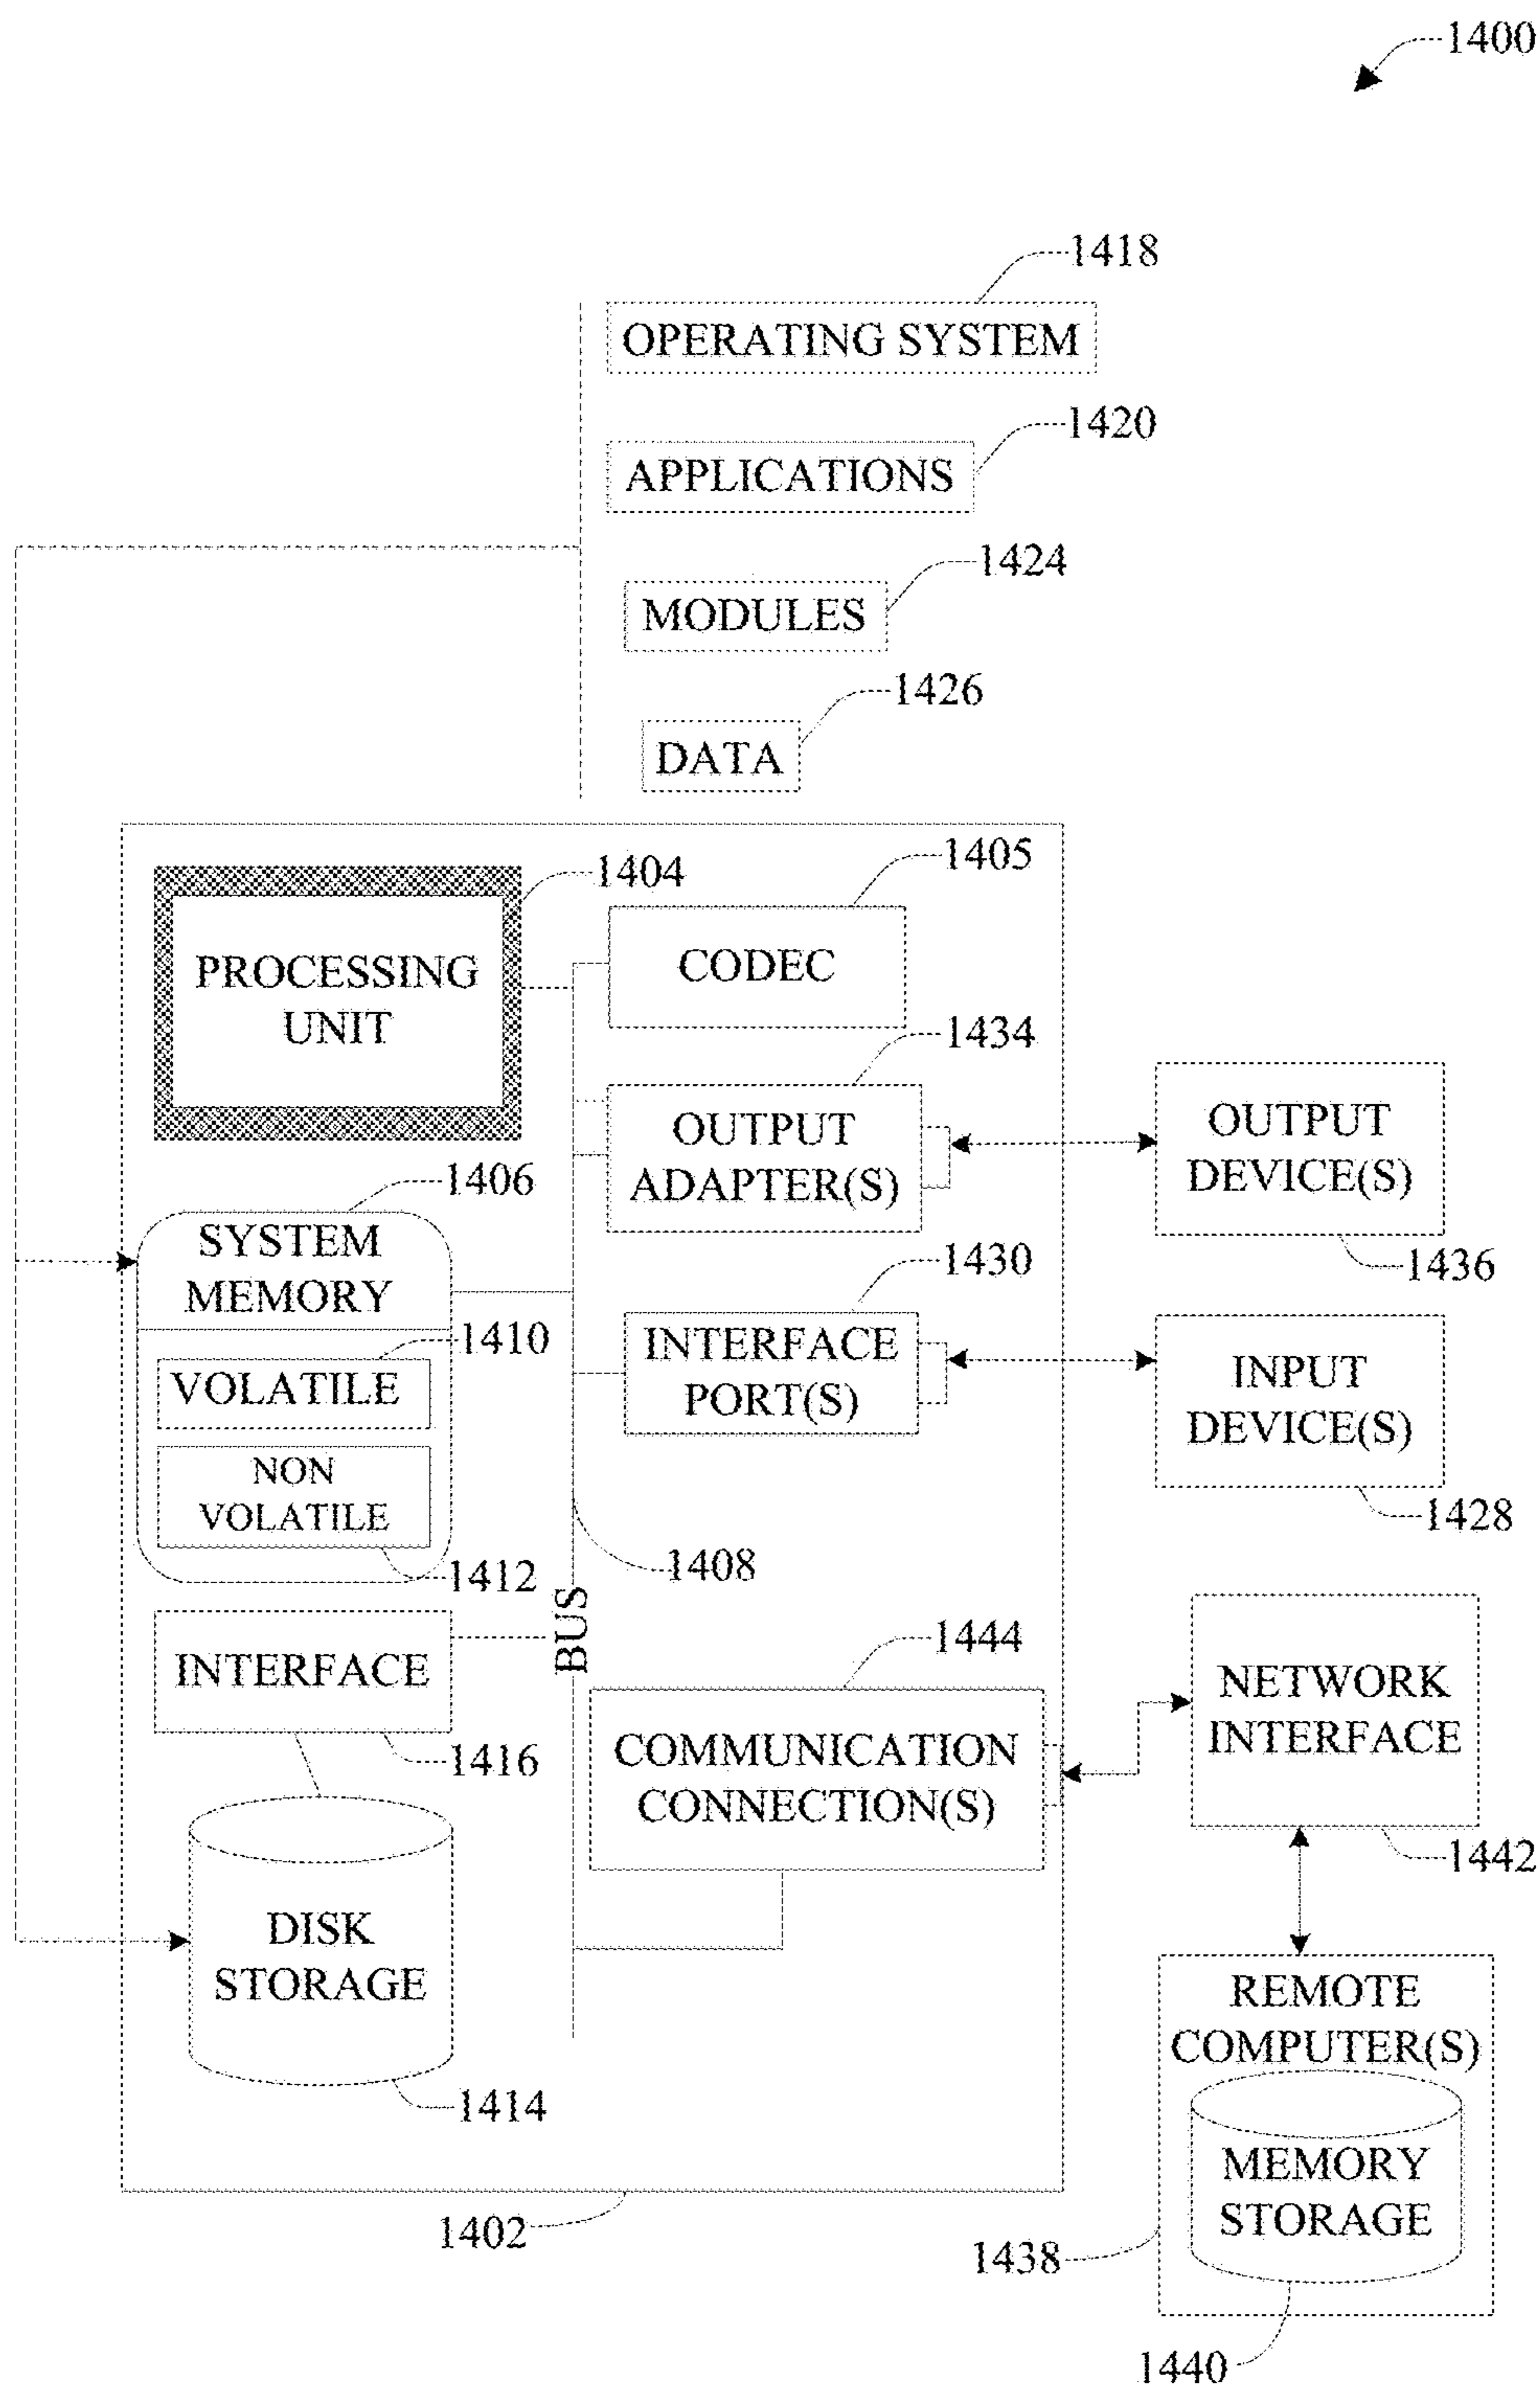 1400
1418
OPERATING SYSTEM
1420
APPLICATIONS
1424
MODULES
1426
DATA
1404
1405
PROCESSING
UNIT
CODEC
1434
OUTPUT
ADAPTER(S)
OUTPUT
DEVICE(S)
1436
1406
SYSTEM
MEMORY
1430
INTERFACE
PORT(S)
INPUT
DEVICE(S)
1428
1410
VOLATILE
NON
VOLATILE
1412
1408
BUS
INTERFACE
1416
1444
COMMUNICATION
CONNECTION(S)
NETWORK
INTERFACE
1442
DISK
STORAGE
1414
REMOTE
COMPUTER(S)
MEMORY
STORAGE
1402
1438
1440